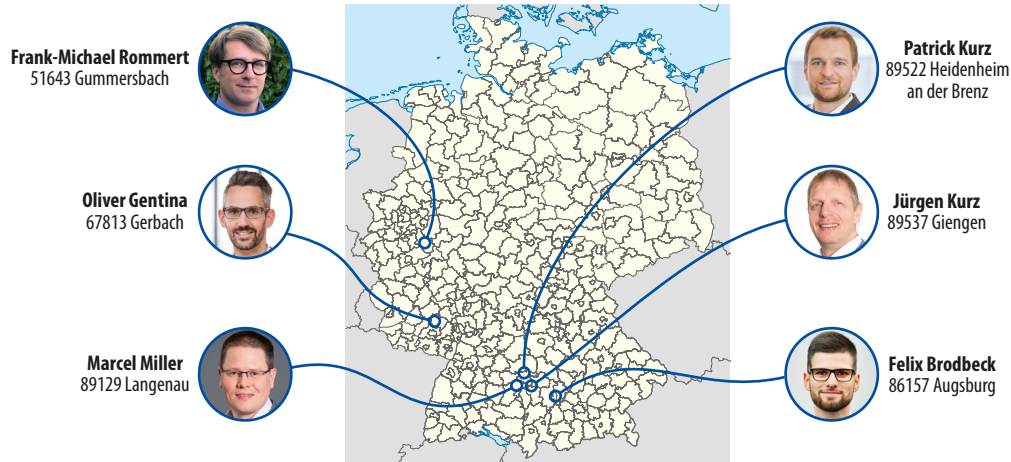 Frank-Michael Rommert
51643 Gummersbach
Oliver Gentina
67813 Gerbach
Marcel Miller
89129 Langenau
Patrick Kurz
89522 Heidenheim
an der Brenz
Jürgen Kurz
89537 Giengen
Felix Brodbeck
86157 Augsburg